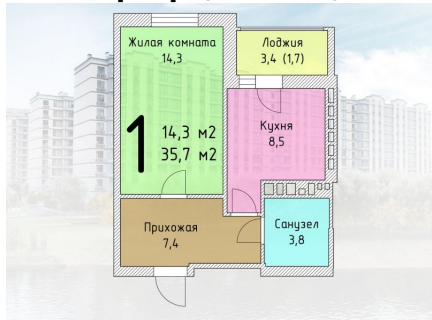 Жилая комната
14,3
Лоджия
3,4 (1,7)
1
14,3 м2
35,7 м2
Кухня
8,5
Прихожая
7,4
Санузел
3,8